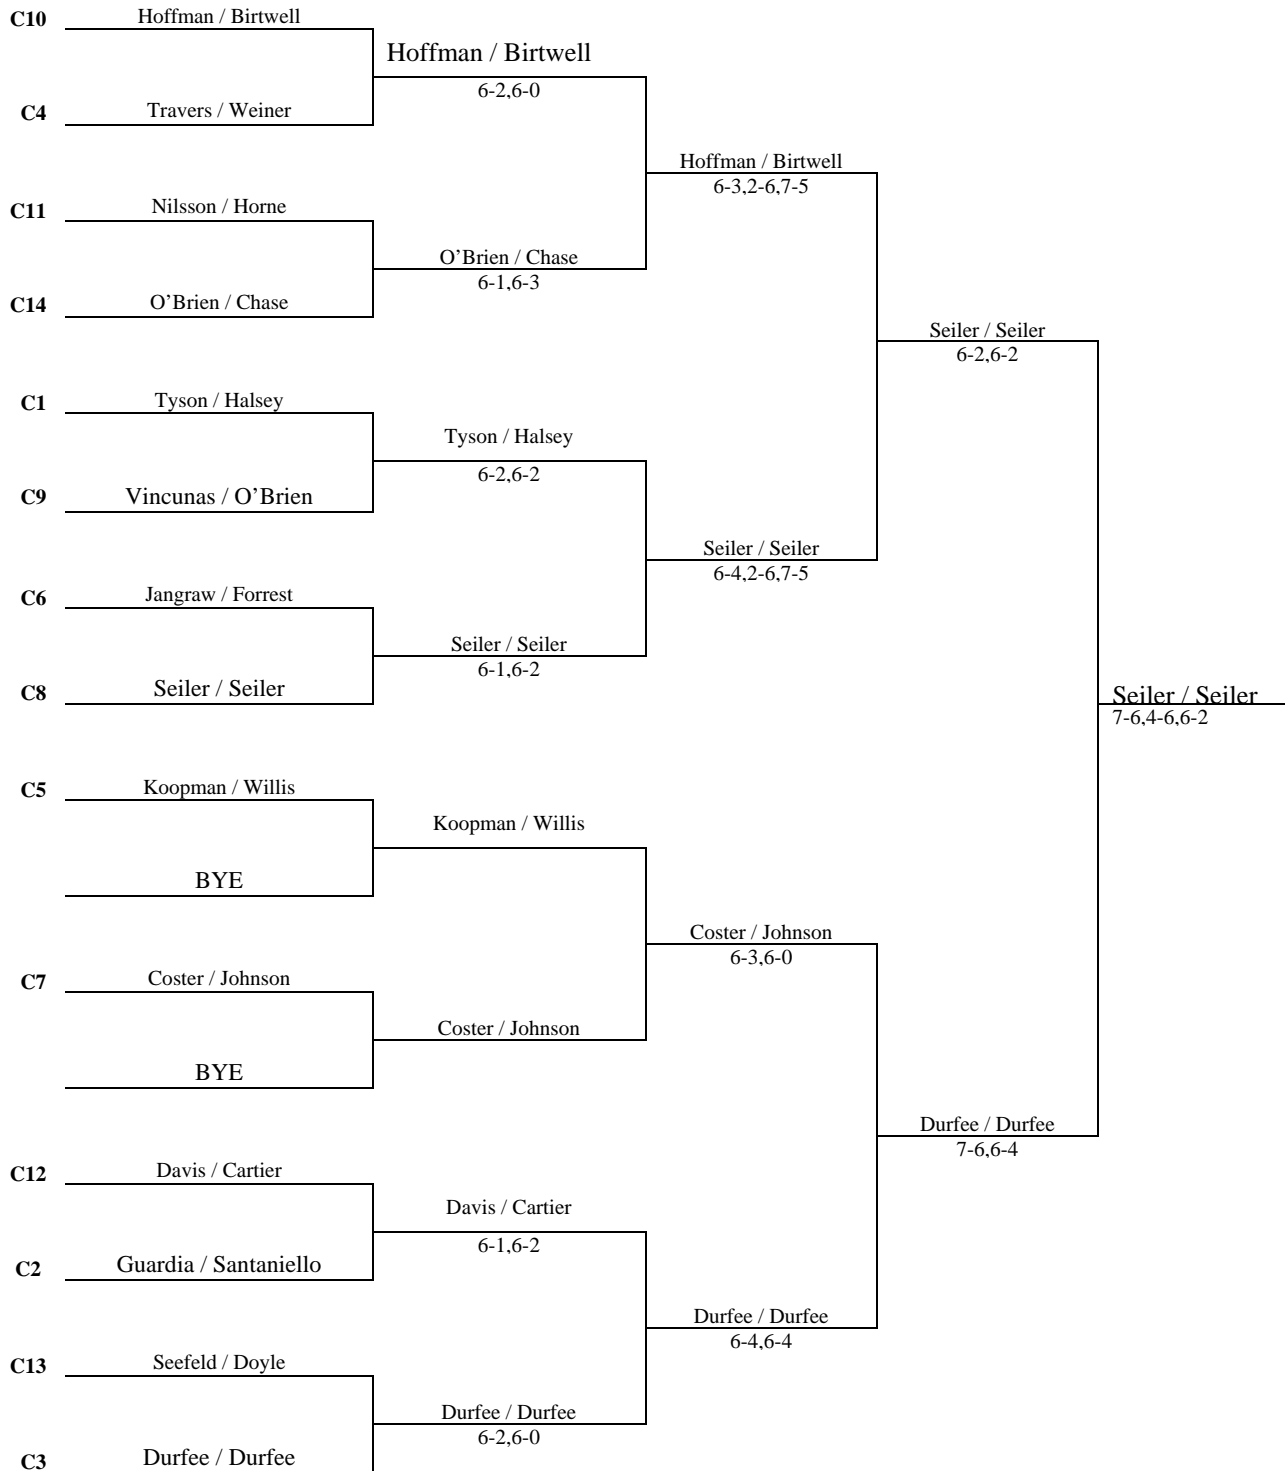 C10 Hoffman / Birtwell
Hoffman / Birtwell
6-2,6-0
C4 Travers / Weiner
Hoffman / Birtwell
6-3,2-6,7-5
C11 Nilsson / Horne
O'Brien / Chase
6-1,6-3
C14 O'Brien / Chase
Seiler / Seiler
6-2,6-2
C1 Tyson / Halsey
Tyson / Halsey
6-2,6-2
C9 Vincunas / O'Brien
Seiler / Seiler
6-4,2-6,7-5
C6 Jangraw / Forrest
Seiler / Seiler
6-1,6-2
C8 Seiler / Seiler
Seiler / Seiler
7-6,4-6,6-2
C5 Koopman / Willis
Koopman / Willis
BYE
Coster / Johnson
6-3,6-0
C7 Coster / Johnson
Coster / Johnson
BYE
Durfee / Durfee
7-6,6-4
C12 Davis / Cartier
Davis / Cartier
6-1,6-2
C2 Guardia / Santaniello
Durfee / Durfee
6-4,6-4
C13 Seefeld / Doyle
Durfee / Durfee
6-2,6-0
C3 Durfee / Durfee